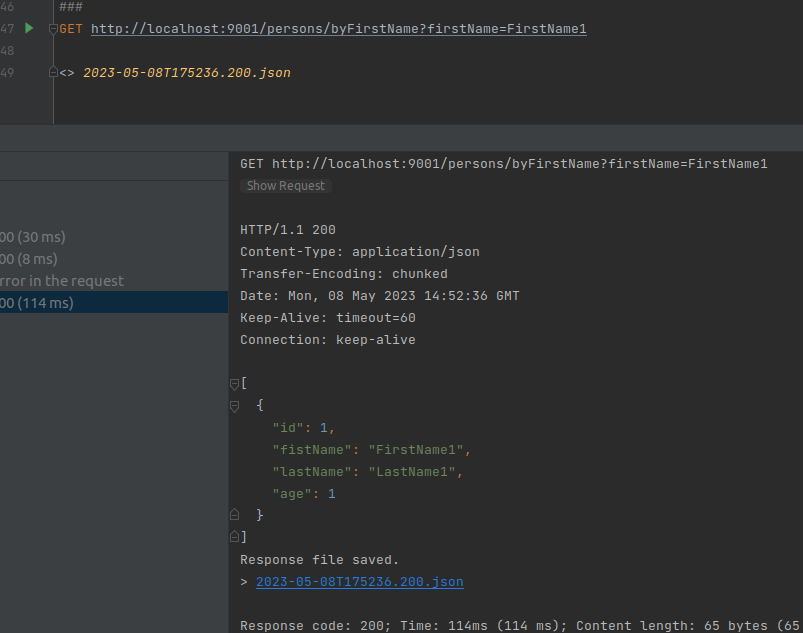 46 ###
47 GET http://localhost:9001/persons/byFirstName?firstName=FirstName1
48
49 <> 2023-05-08T175236.200.json
GET http://localhost:9001/persons/byFirstName?firstName=FirstName1
Show Request
HTTP/1.1 200
00 (30 ms)
Content-Type: application/json
00 (8 ms)
Transfer-Encoding: chunked
rror in the request
Date: Mon, 08 May 2023 14:52:36 GMT
00 (114 ms)
Keep-Alive: timeout=60
Connection: keep-alive
[
{
"id": 1,
"fistName": "FirstName1",
"lastName": "LastName1",
"age": 1
}
]
Response file saved.
> 2023-05-08T175236.200.json
Response code: 200; Time: 114ms (114 ms); Content length: 65 bytes (65